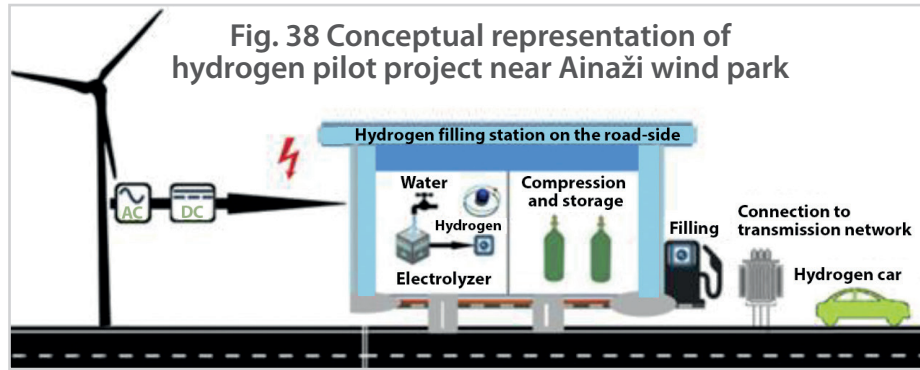 Fig. 38 Conceptual representation of
hydrogen pilot project near Ainaži wind park
Hydrogen filling station on the road-side
AC
DC
Water
Hydrogen
Electrolyzer
Compression
and storage
Filling
Connection to
transmission network
Hydrogen car